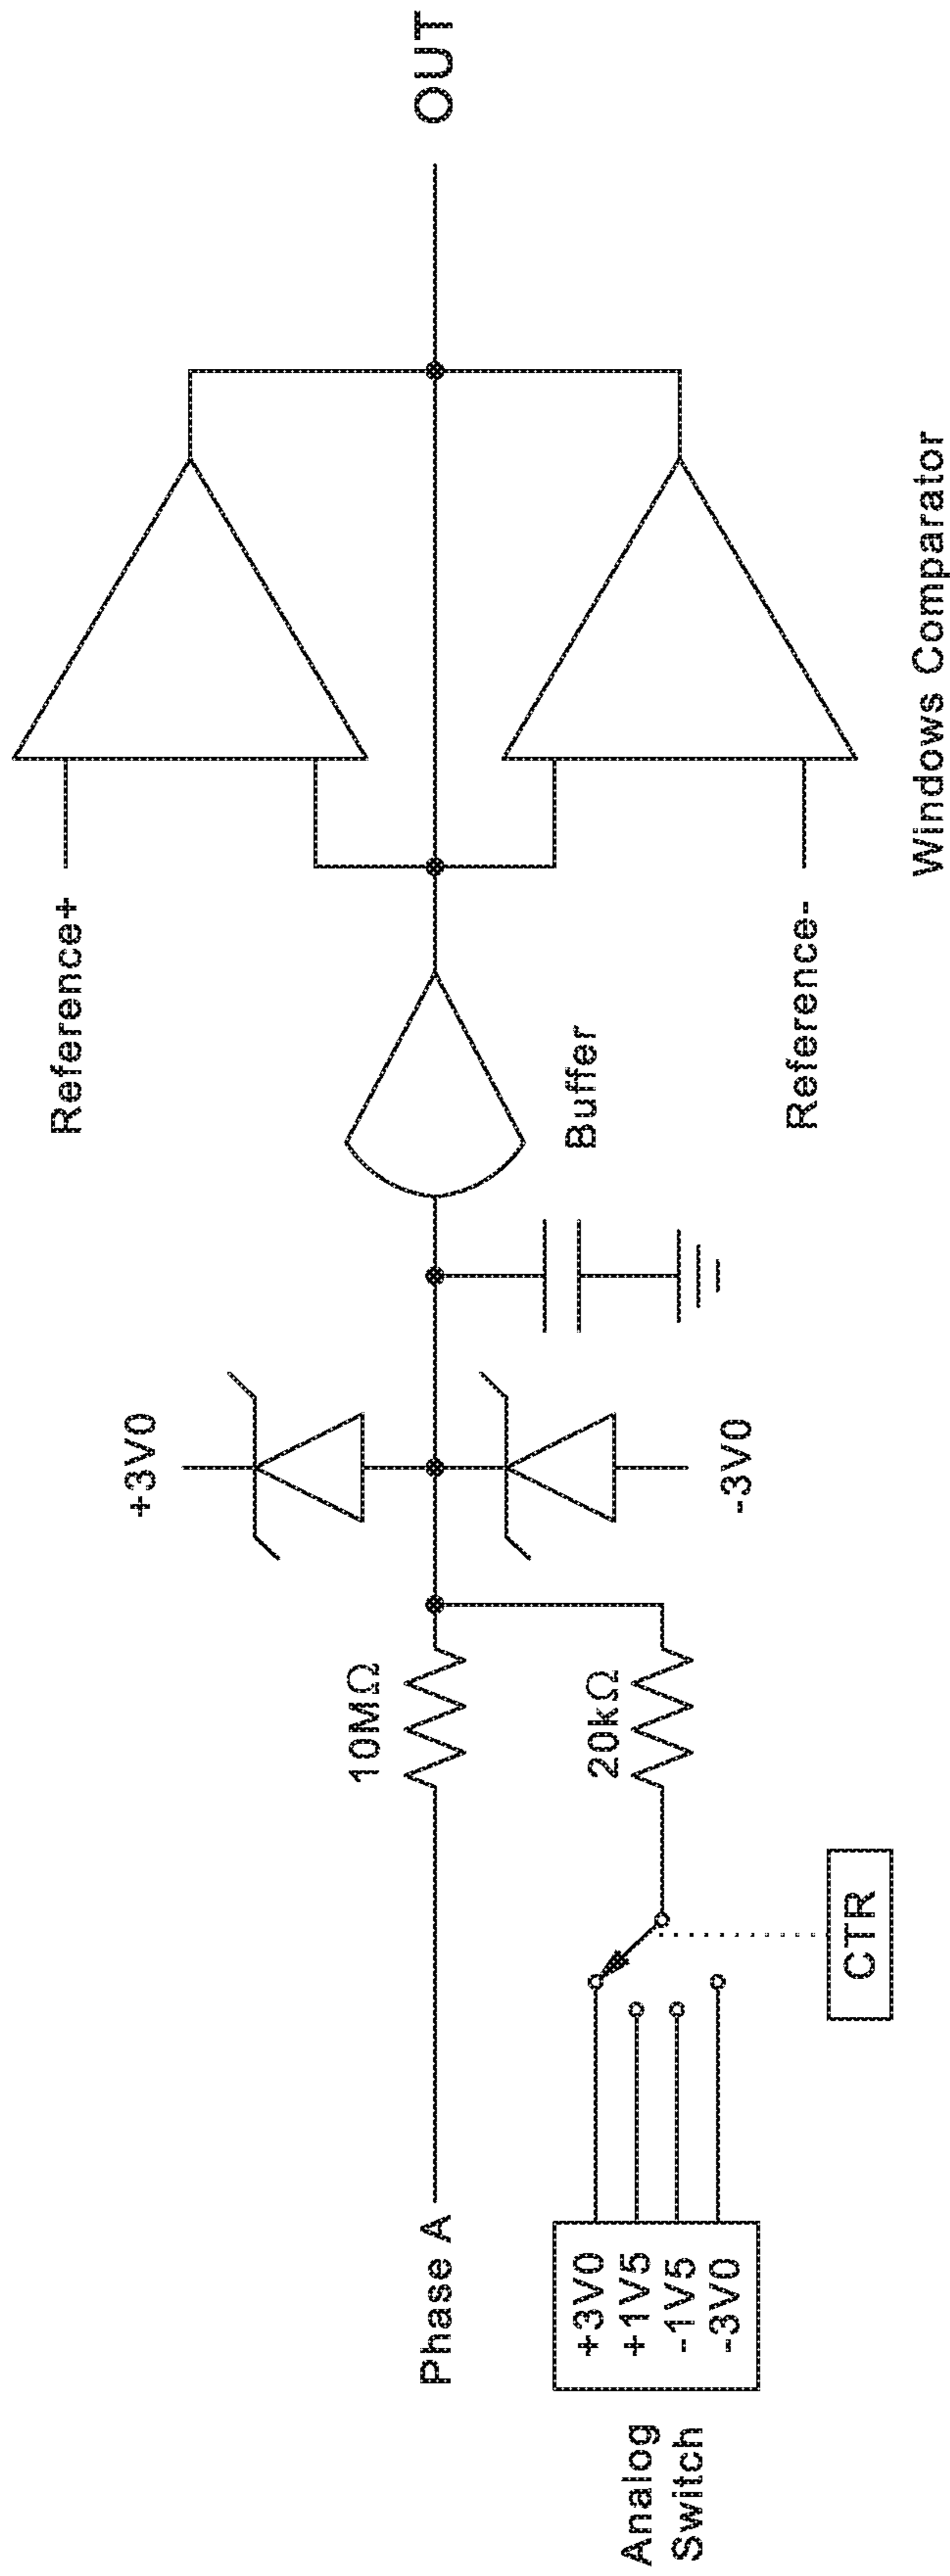 Reference+
+3V0
10MΩ
Phase A
OUT
Analog
Switch
+3V0
+1V5
-1V5
-3V0
20kΩ
Buffer
-3V0
Reference-
CTR
Windows Comparator